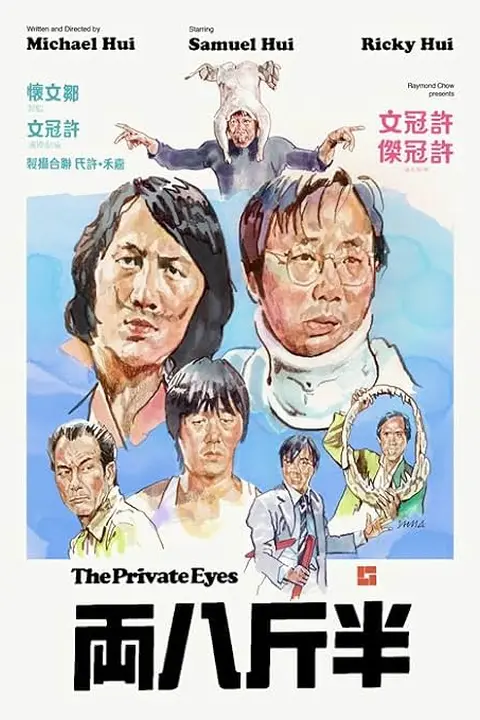 Written and Directed by
Michael Hui
Starring
Samuel Hui
Ricky Hui
Raymond Chow
presents
鄒文懷
許冠文
嘉禾・許氏 聯合攝製
許冠文
許冠傑
The Private Eyes
半斤八両